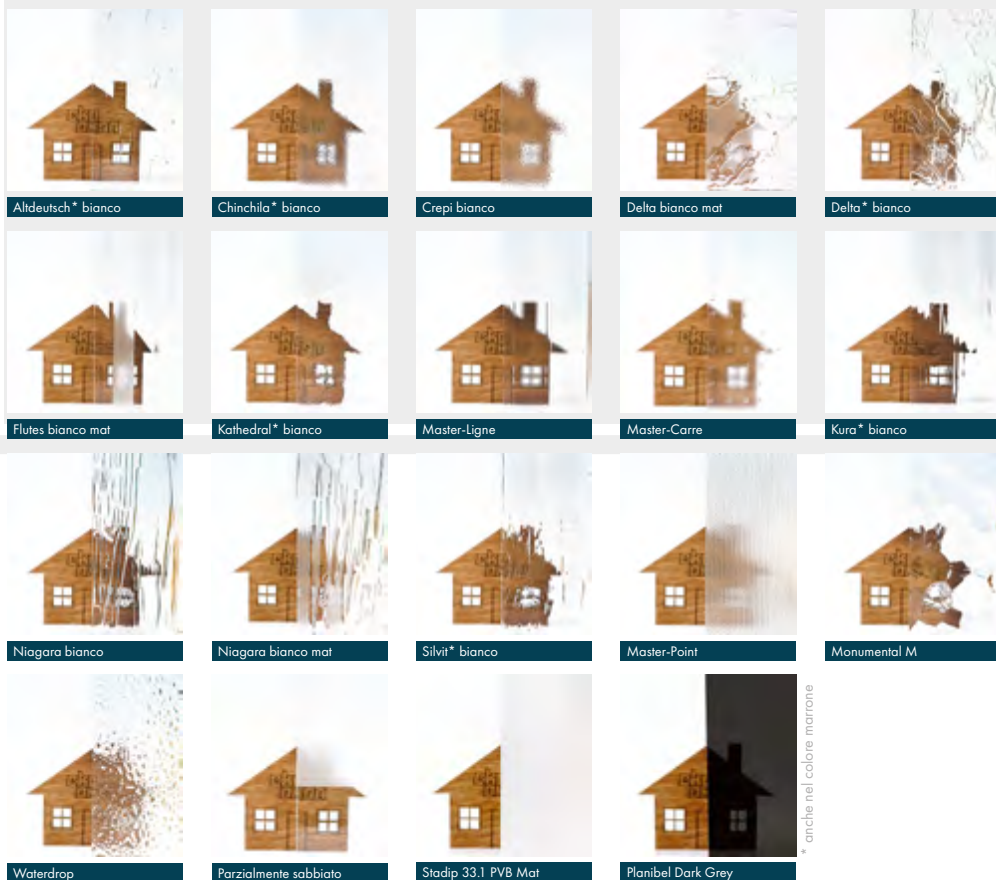 Altdeutsch* bianco
Chinchila* bianco
Crepi bianco
Delta bianco mat
Delta* bianco
Flutes bianco mat
Kathedral* bianco
Master-Ligne
Master-Carre
Kura* bianco
Niagara bianco
Niagara bianco mat
Silvit* bianco
Master-Point
Monumental M
Waterdrop
Parzialmente sabbiato
Stadip 33.1 PVB Mat
Planibel Dark Grey
* anche nel colore marrone